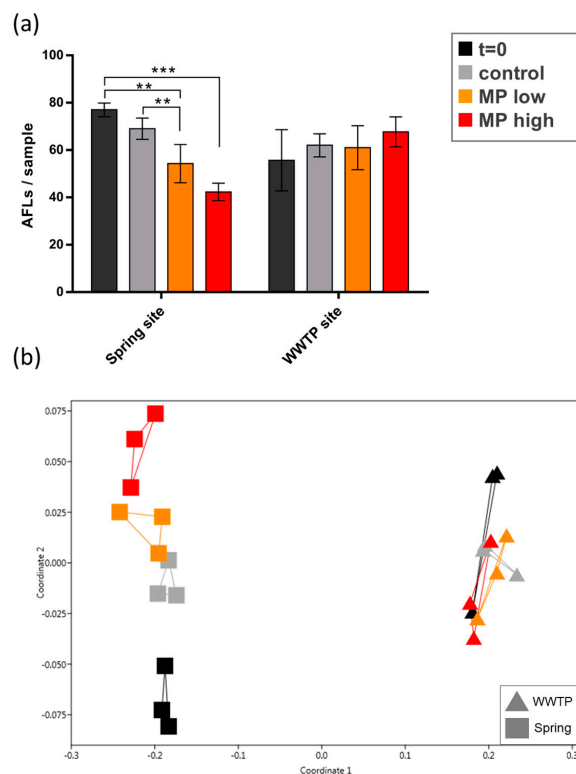 (a)
t=0
control
MP low
MP high
100
80
60
40
20
0
AFLs / sample
***
**
**
Spring site
WWTP site
(b)
0.075
0.050
0.025
0.000
-0.025
-0.050
-0.075
Coordinate 2
-0.3
-0.2
-0.1
0.0
0.1
0.2
0.3
Coordinate 1
WWTP
Spring